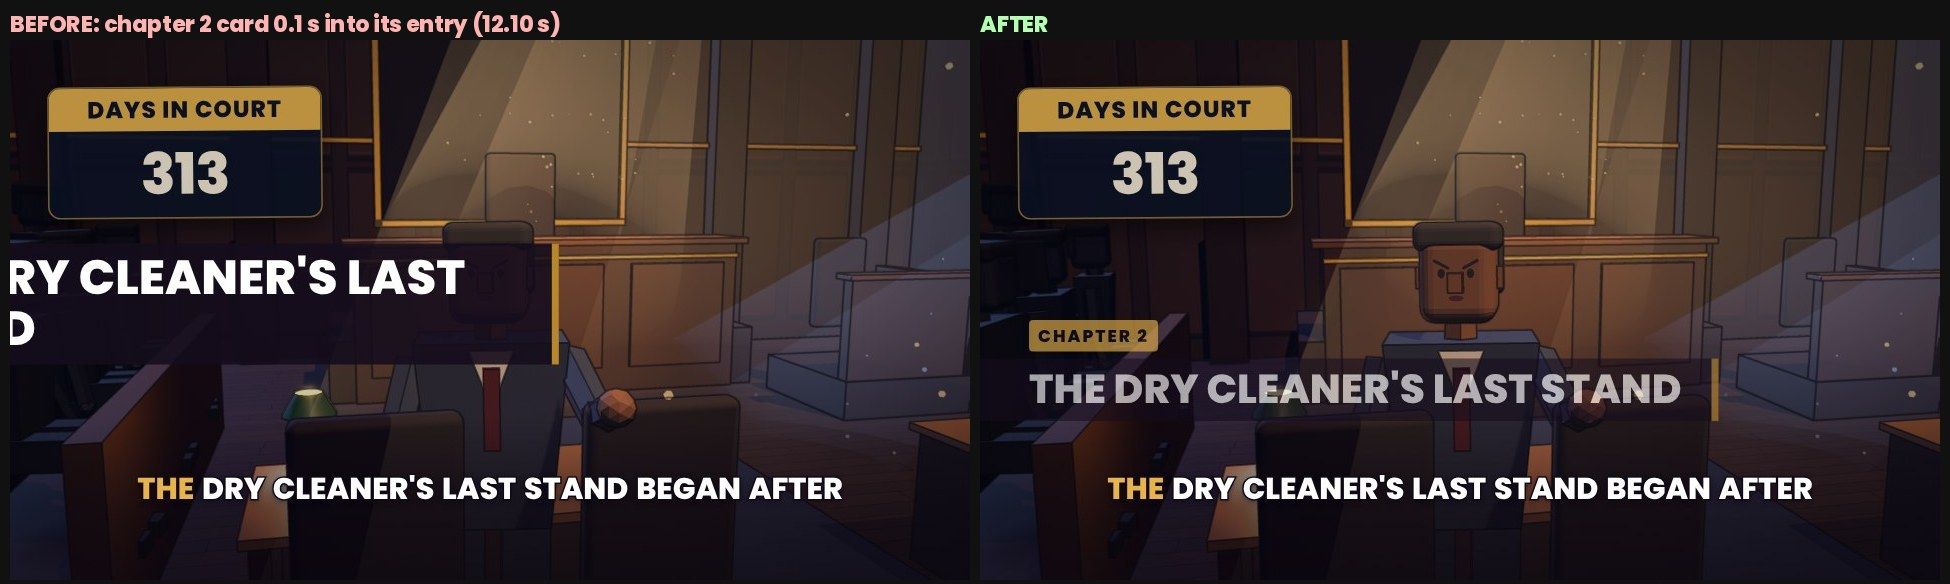 BEFORE: chapter 2 card 0.1 s into its entry (12.10 s)
DAYS IN COURT
313
RY CLEANER'S LAST
D
THE DRY CLEANER'S LAST STAND BEGAN AFTER
AFTER
DAYS IN COURT
313
CHAPTER 2
THE DRY CLEANER'S LAST STAND
THE DRY CLEANER'S LAST STAND BEGAN AFTER